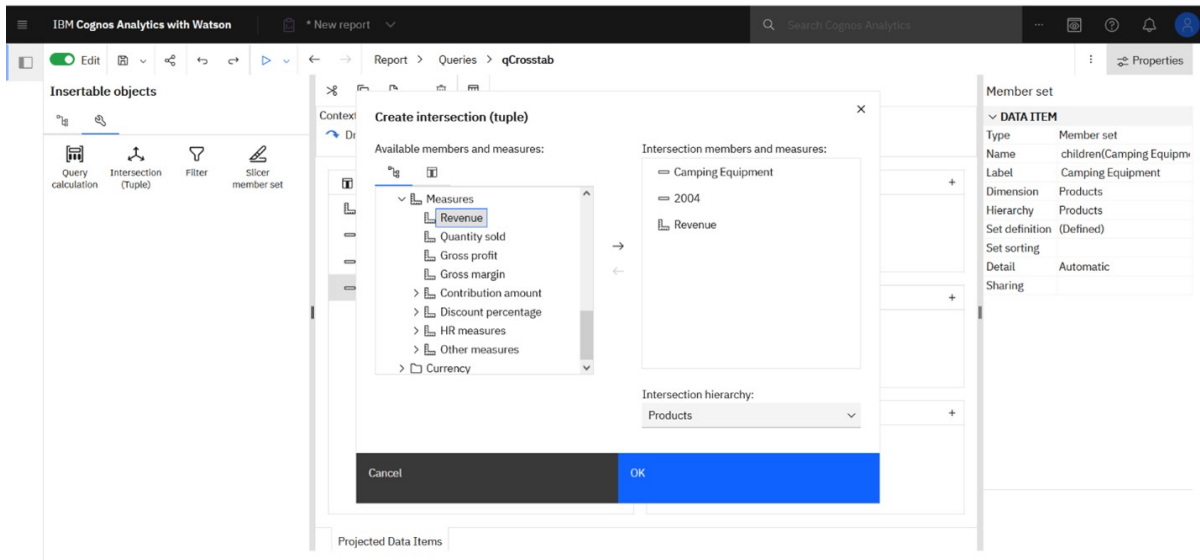 IBM Cognos Analytics with Watson
* New report
Search Cognos Analytics
Edit
Report > Queries > qCrosstab
Properties
Insertable objects
Query calculation
Intersection (Tuple)
Filter
Slicer member set
Context
Dr
Create intersection (tuple)
Available members and measures:
Measures
Revenue
Quantity sold
Gross profit
Gross margin
Contribution amount
Discount percentage
HR measures
Other measures
Currency
Intersection members and measures:
Camping Equipment
2004
Revenue
Intersection hierarchy:
Products
Cancel
OK
Projected Data Items
Member set
DATA ITEM
Type Member set
Name children(Camping Equipm
Label Camping Equipment
Dimension Products
Hierarchy Products
Set definition (Defined)
Set sorting
Detail Automatic
Sharing